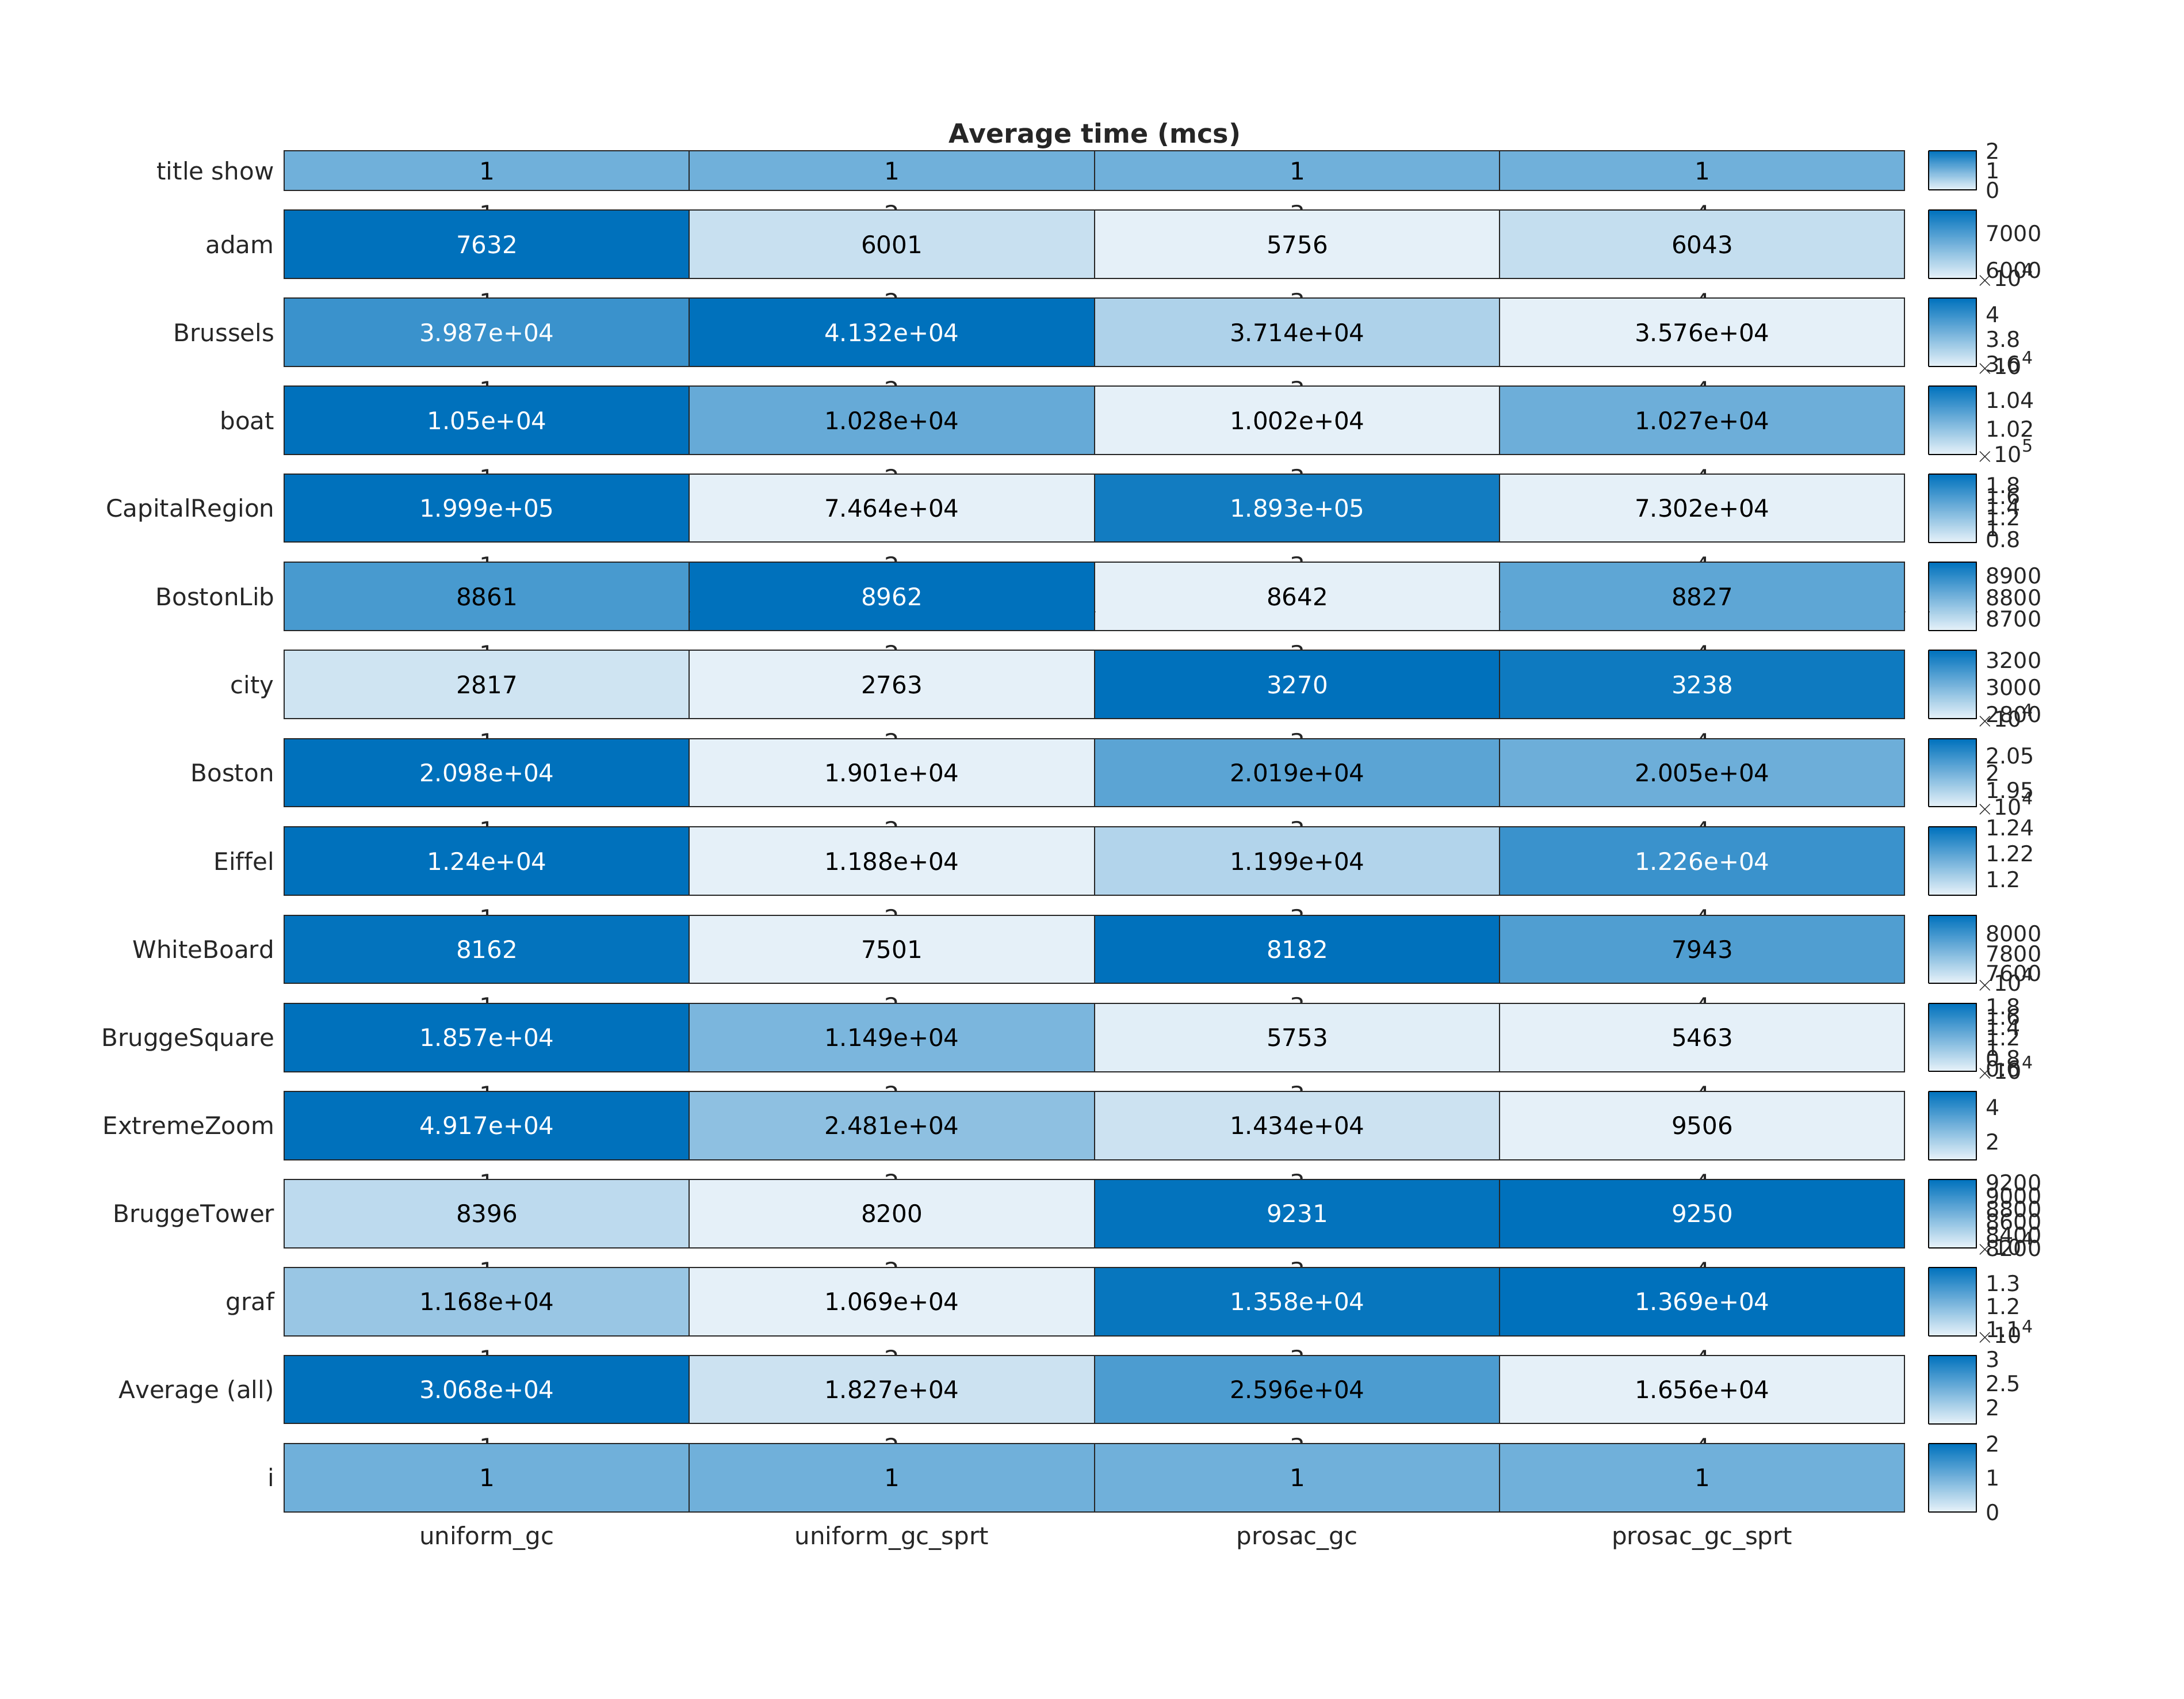 Average time (mcs)
title show 1 1 1 1 2 1 0
adam 7632 6001 5756 6043 7000 6000
Brussels 3.987e+04 4.132e+04 3.714e+04 3.576e+04 ×10^4 4 3.8 3.6
boat 1.05e+04 1.028e+04 1.002e+04 1.027e+04 ×10^4 1.04 1.02
CapitalRegion 1.999e+05 7.464e+04 1.893e+05 7.302e+04 ×10^5 1.8 1.6 1.4 1.2 1 0.8
BostonLib 8861 8962 8642 8827 8900 8800 8700
city 2817 2763 3270 3238 3200 3000 2800
Boston 2.098e+04 1.901e+04 2.019e+04 2.005e+04 ×10^4 2.05 2 1.95
Eiffel 1.24e+04 1.188e+04 1.199e+04 1.226e+04 ×10^4 1.24 1.22 1.2
WhiteBoard 8162 7501 8182 7943 8000 7800 7600
BruggeSquare 1.857e+04 1.149e+04 5753 5463 ×10^4 1.8 1.6 1.4 1.2 1 0.8 0.6
ExtremeZoom 4.917e+04 2.481e+04 1.434e+04 9506 ×10^4 4 2
BruggeTower 8396 8200 9231 9250 9200 9000 8800 8600 8400 8200
graf 1.168e+04 1.069e+04 1.358e+04 1.369e+04 ×10^4 1.3 1.2 1.1
Average (all) 3.068e+04 1.827e+04 2.596e+04 1.656e+04 ×10^4 3 2.5 2
i 1 1 1 1 2 1 0
uniform_gc uniform_gc_sprt prosac_gc prosac_gc_sprt